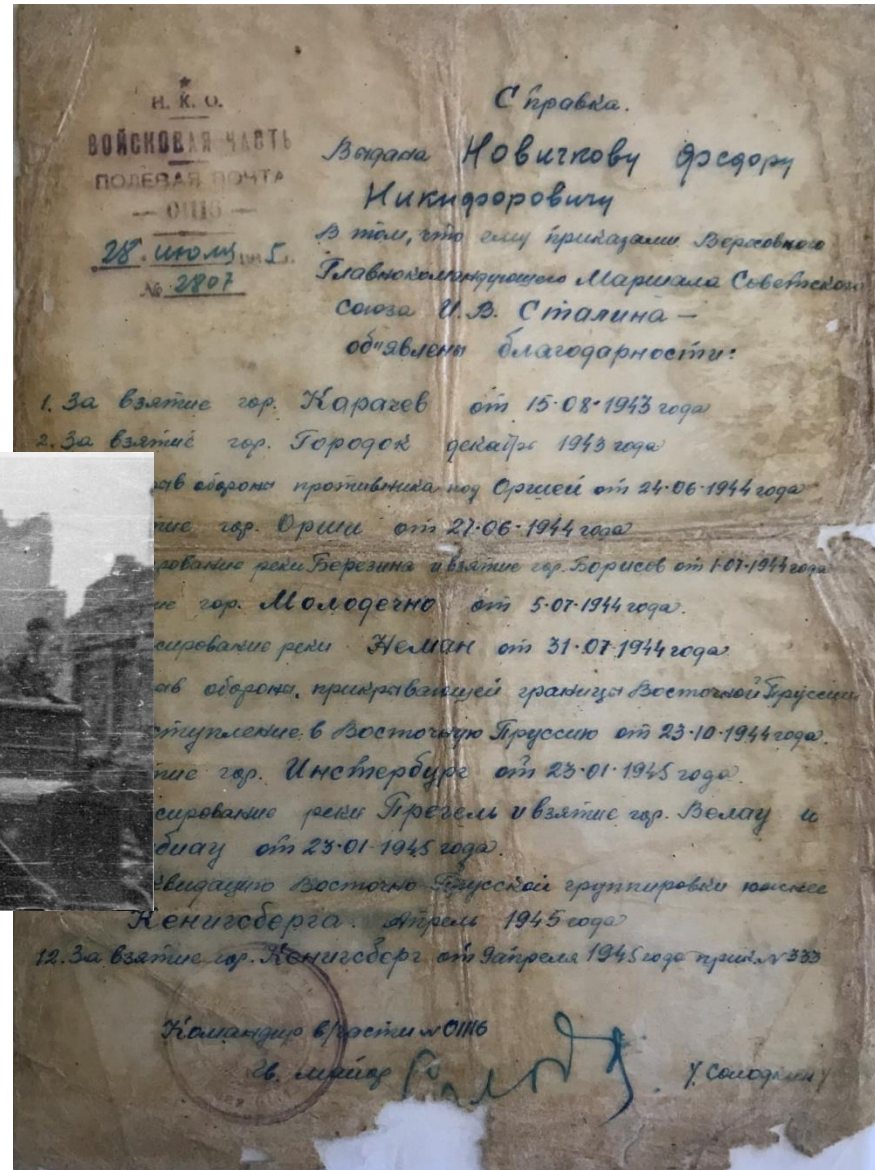 Н. К. О.
ВОЙСКОВАЯ ЧАСТЬ
ПОЛЕВАЯ ПОЧТА
— 01116 —
28. июля 1945 г.
№ 2807
Справка.
Выдана Новичкову Федору
Никифоровичу
В том, что ему приказами Верховного
Главнокомандующего Маршала Советского
Союза И.В. Сталина —
об"явлены благодарности:
1. За взятие гор. Карачев от 15·08·1943 года
2. За взятие гор. Городок декабрь 1943 года
оборона противника под Оршей от 24·06·1944 года
гор. Орши от 27·06·1944 года
реки Березина и взятие гор. Борисов от 1·07·1944 года
гор. Молодечно от 5·07·1944 года.
реки Неман от 31·07·1944 года
оборона, прикрывающей границы Восточной Пруссии
в Восточную Пруссию от 23·10·1944 года.
гор. Инстербург от 23·01·1945 года.
реки Прегель и взятие гор. Велау и
от 23·01·1945 года.
Восточно Прусской группировки южнее
Кенигсберга. Апрель 1945 года
12. За взятие гор. Кенигсберг от 9 апреля 1945 года прик. № 333
Командир в/части № 01116
Гв. майор